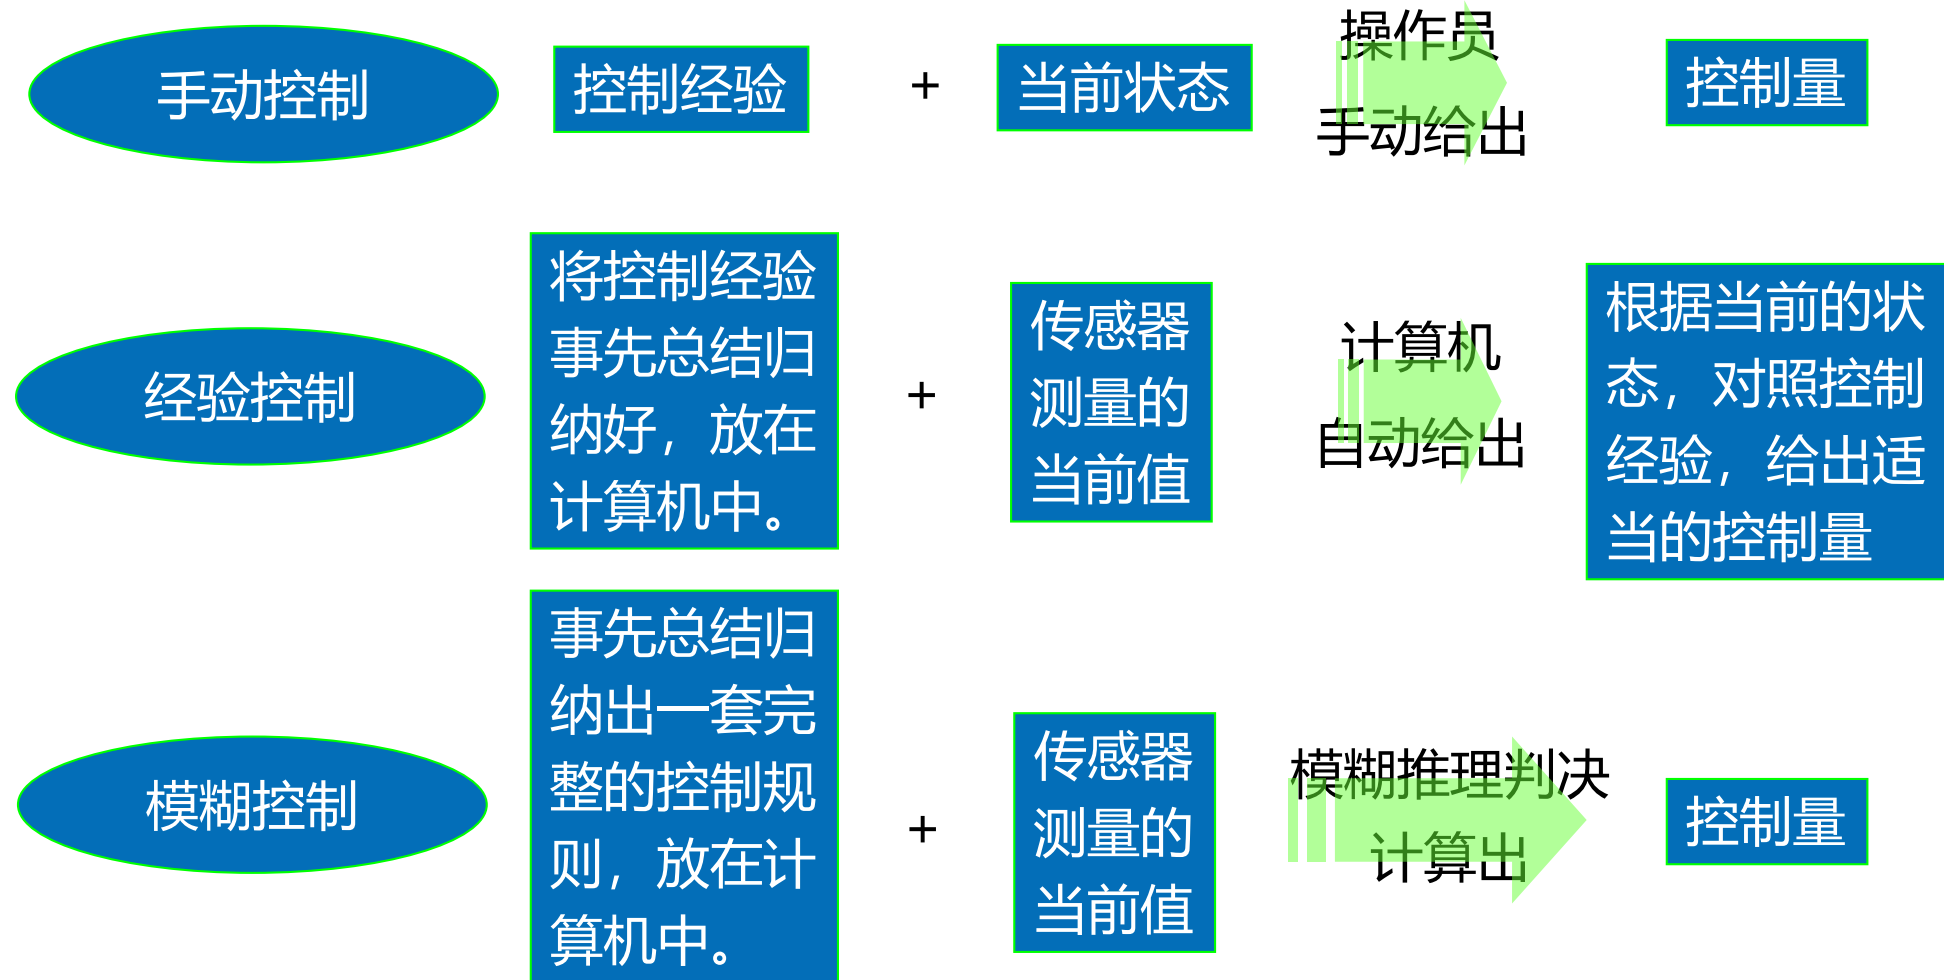 手动控制
控制经验
+
当前状态
操作员
手动给出
控制量
经验控制
将控制经验
事先总结归
纳好，放在
计算机中。
+
传感器
测量的
当前值
计算机
自动给出
根据当前的状
态，对照控制
经验，给出适
当的控制量
模糊控制
事先总结归
纳出一套完
整的控制规
则，放在计
算机中。
+
传感器
测量的
当前值
模糊推理判决
计算出
控制量